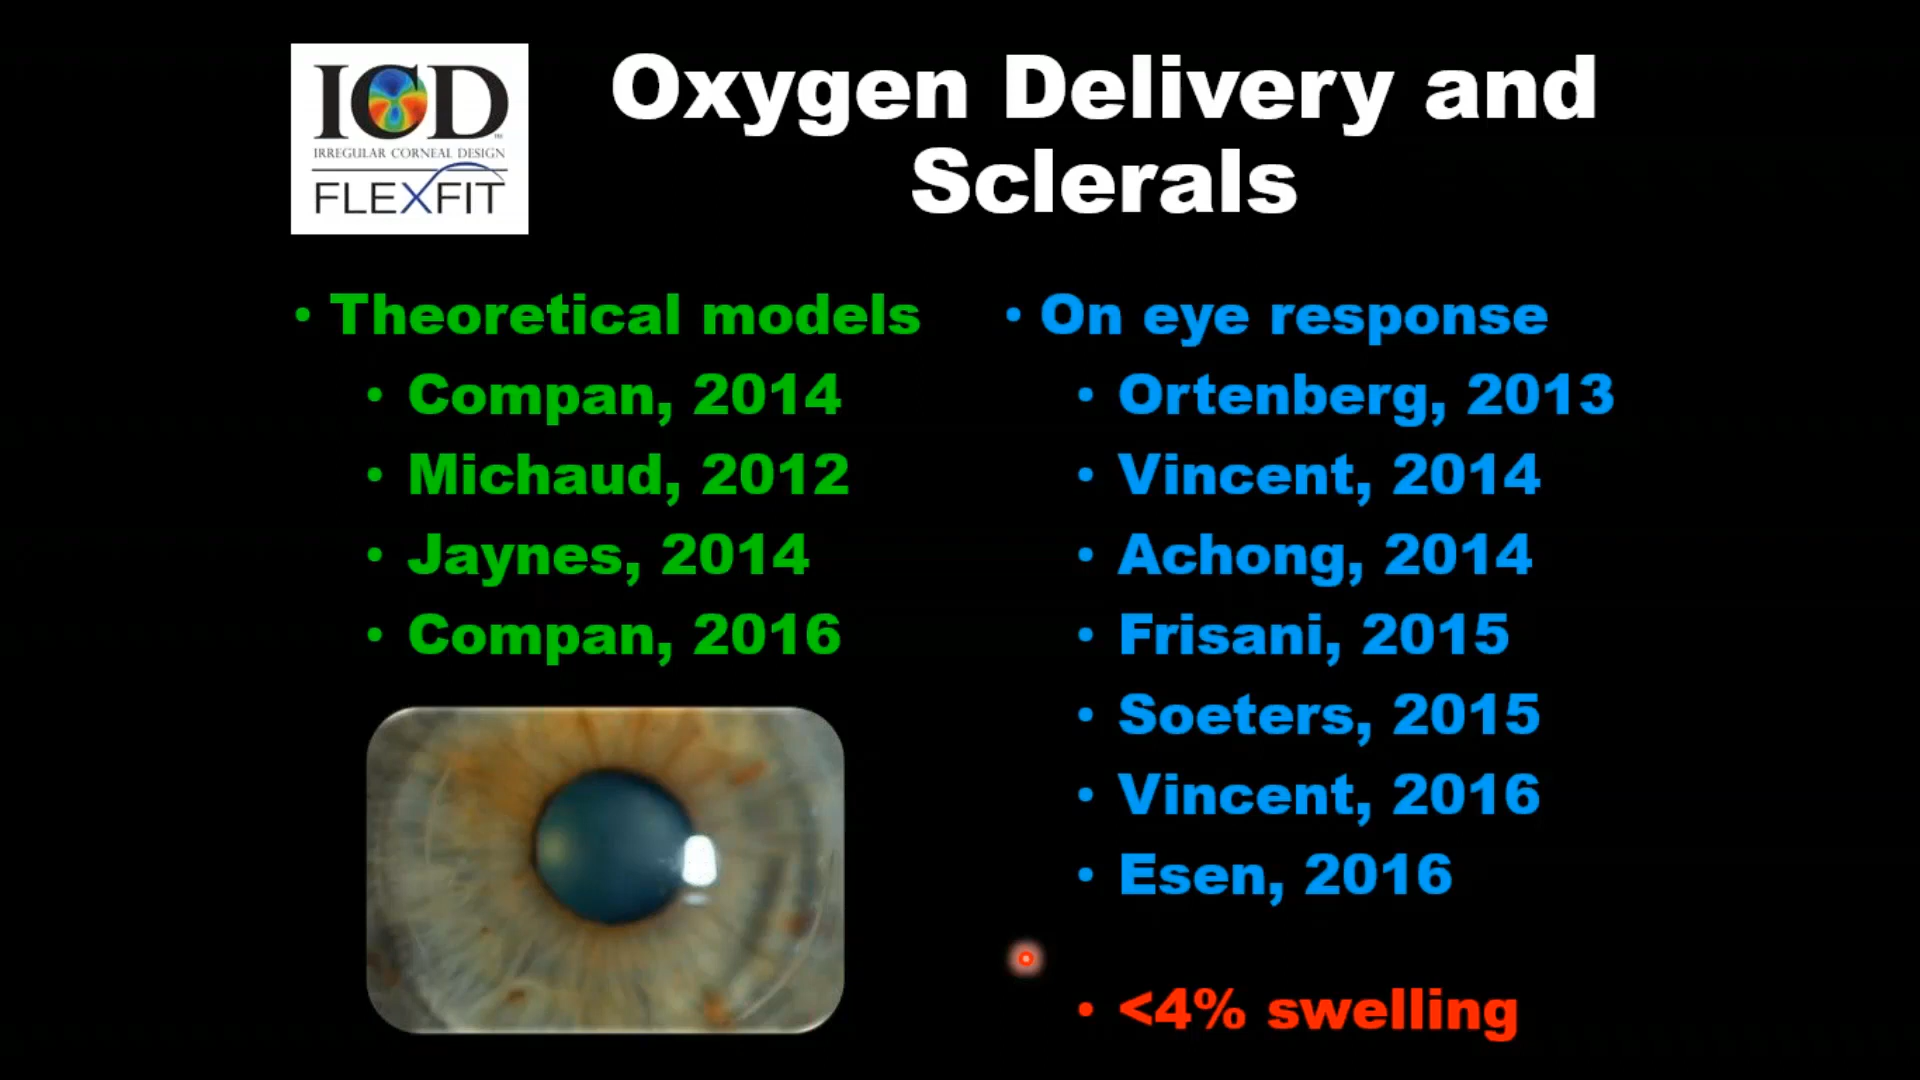 ICD
IRREGULAR CORNEAL DESIGN
FLEXFIT
Oxygen Delivery and
Sclerals
• Theoretical models
• Compan, 2014
• Michaud, 2012
• Jaynes, 2014
• Compan, 2016
• On eye response
• Ortenberg, 2013
• Vincent, 2014
• Achong, 2014
• Frisani, 2015
• Soeters, 2015
• Vincent, 2016
• Esen, 2016
• <4% swelling